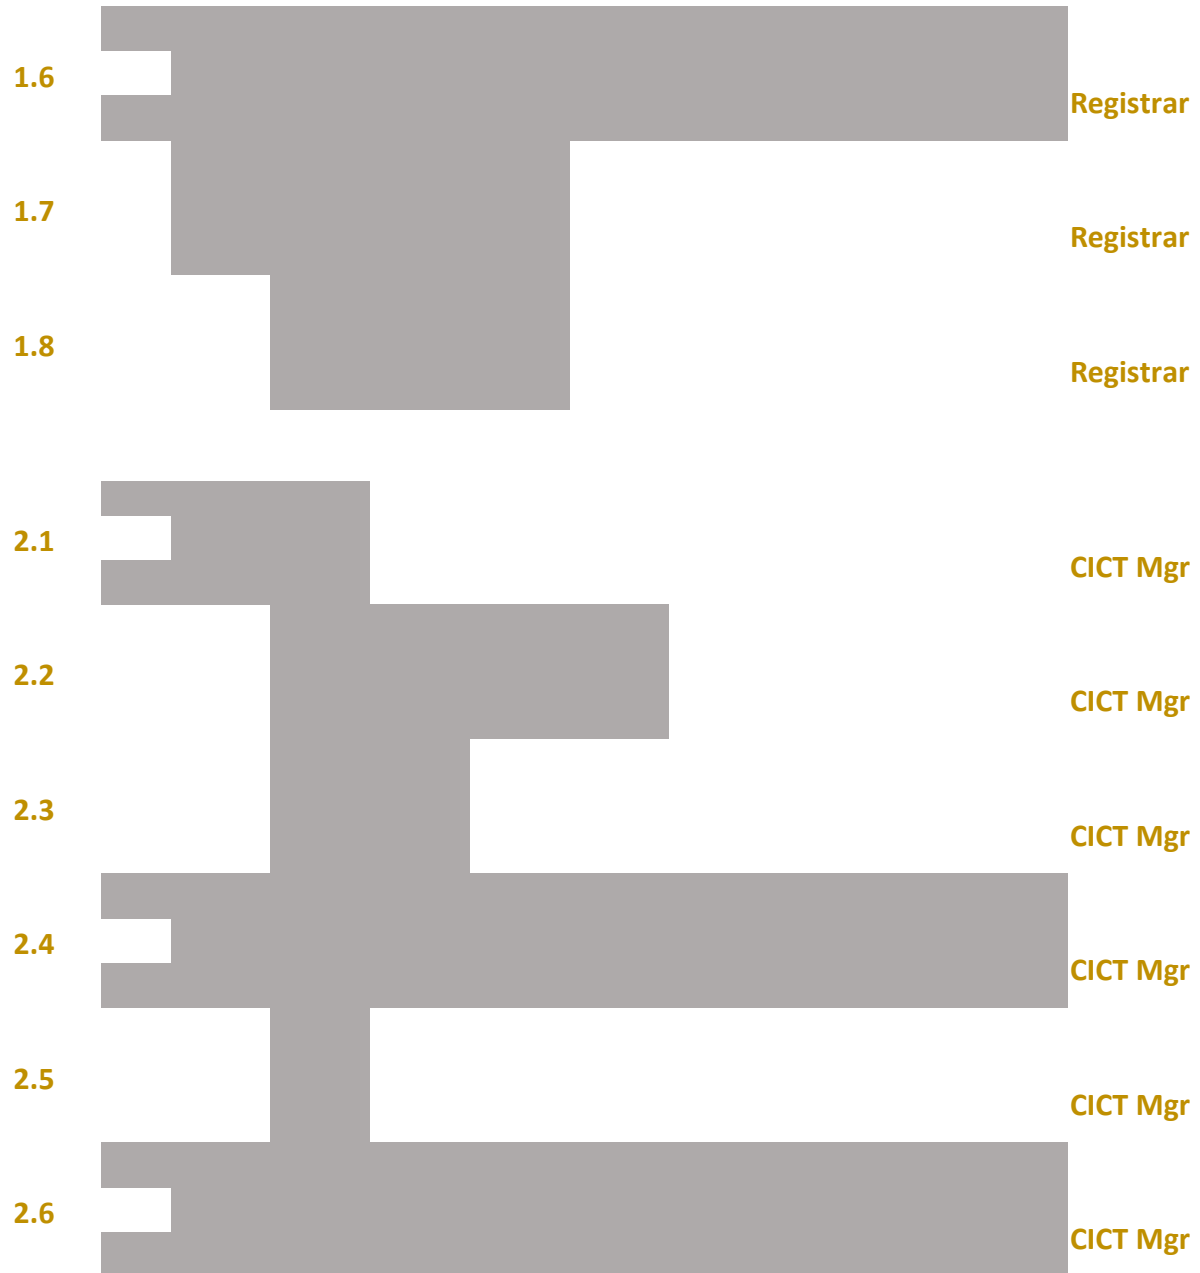 1.6
Registrar
1.7
Registrar
1.8
Registrar
2.1
CICT Mgr
2.2
CICT Mgr
2.3
CICT Mgr
2.4
CICT Mgr
2.5
CICT Mgr
2.6
CICT Mgr